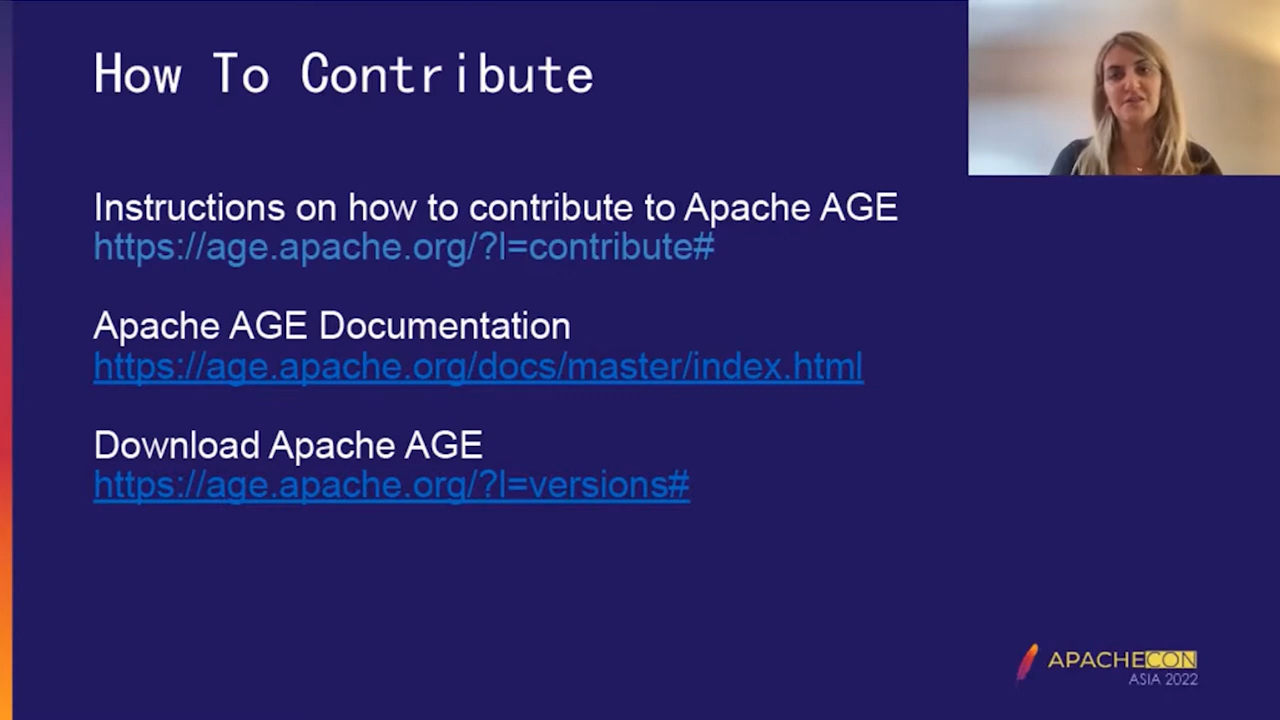 How To Contribute
Instructions on how to contribute to Apache AGE
https://age.apache.org/?l=contribute#
Apache AGE Documentation
https://age.apache.org/docs/master/index.html
Download Apache AGE
https://age.apache.org/?l=versions#
APACHECON
ASIA 2022